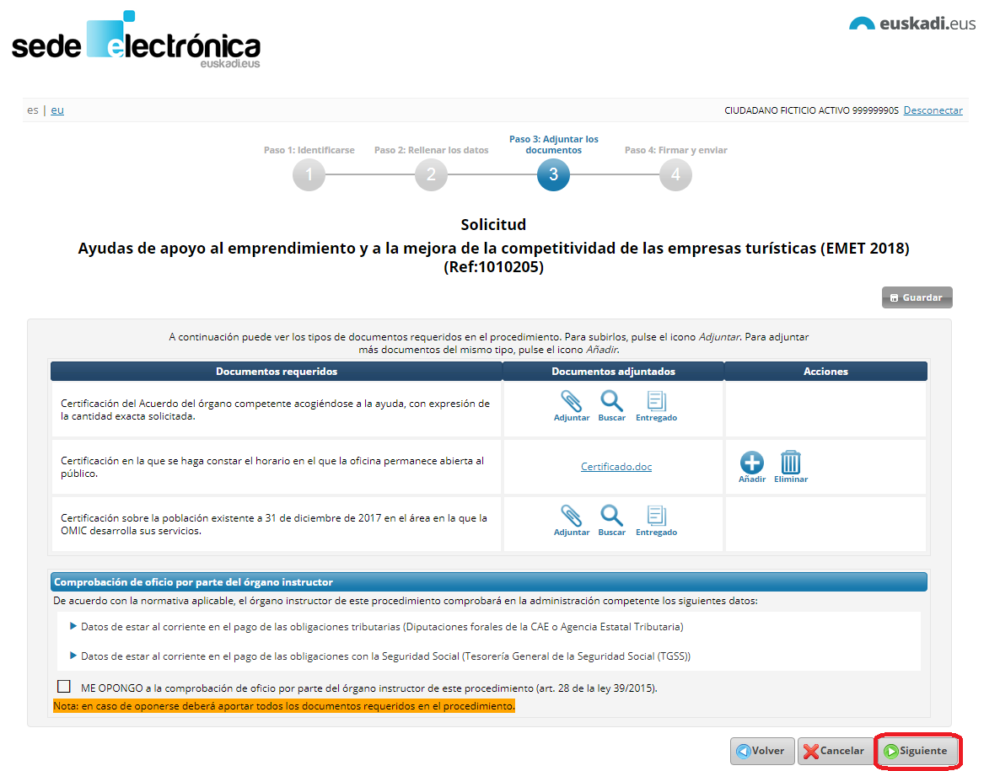 sede electrónica
euskadi.eus
euskadi.eus
es | eu
CIUDADANO FICTICIO ACTIVO 99999990S Desconectar
Paso 1: Identificarse
Paso 2: Rellenar los datos
Paso 3: Adjuntar los
documentos
Paso 4: Firmar y enviar
1
2
3
4
Solicitud
Ayudas de apoyo al emprendimiento y a la mejora de la competitividad de las empresas turísticas (EMET 2018)
(Ref:1010205)
Guardar
A continuación puede ver los tipos de documentos requeridos en el procedimiento. Para subirlos, pulse el icono Adjuntar. Para adjuntar
más documentos del mismo tipo, pulse el icono Añadir.
Documentos requeridos
Documentos adjuntados
Acciones
Certificación del Acuerdo del órgano competente acogiéndose a la ayuda, con expresión de
la cantidad exacta solicitada.
Adjuntar
Buscar
Entregado
Certificación en la que se haga constar el horario en el que la oficina permanece abierta al
público.
Certificado.doc
Añadir
Eliminar
Certificación sobre la población existente a 31 de diciembre de 2017 en el área en la que la
OMIC desarrolla sus servicios.
Adjuntar
Buscar
Entregado
Comprobación de oficio por parte del órgano instructor
De acuerdo con la normativa aplicable, el órgano instructor de este procedimiento comprobará en la administración competente los siguientes datos:
Datos de estar al corriente en el pago de las obligaciones tributarias (Diputaciones forales de la CAE o Agencia Estatal Tributaria)
Datos de estar al corriente en el pago de las obligaciones con la Seguridad Social (Tesorería General de la Seguridad Social (TGSS))
ME OPONGO a la comprobación de oficio por parte del órgano instructor de este procedimiento (art. 28 de la ley 39/2015).
Nota: en caso de oponerse deberá aportar todos los documentos requeridos en el procedimiento.
Volver
Cancelar
Siguiente